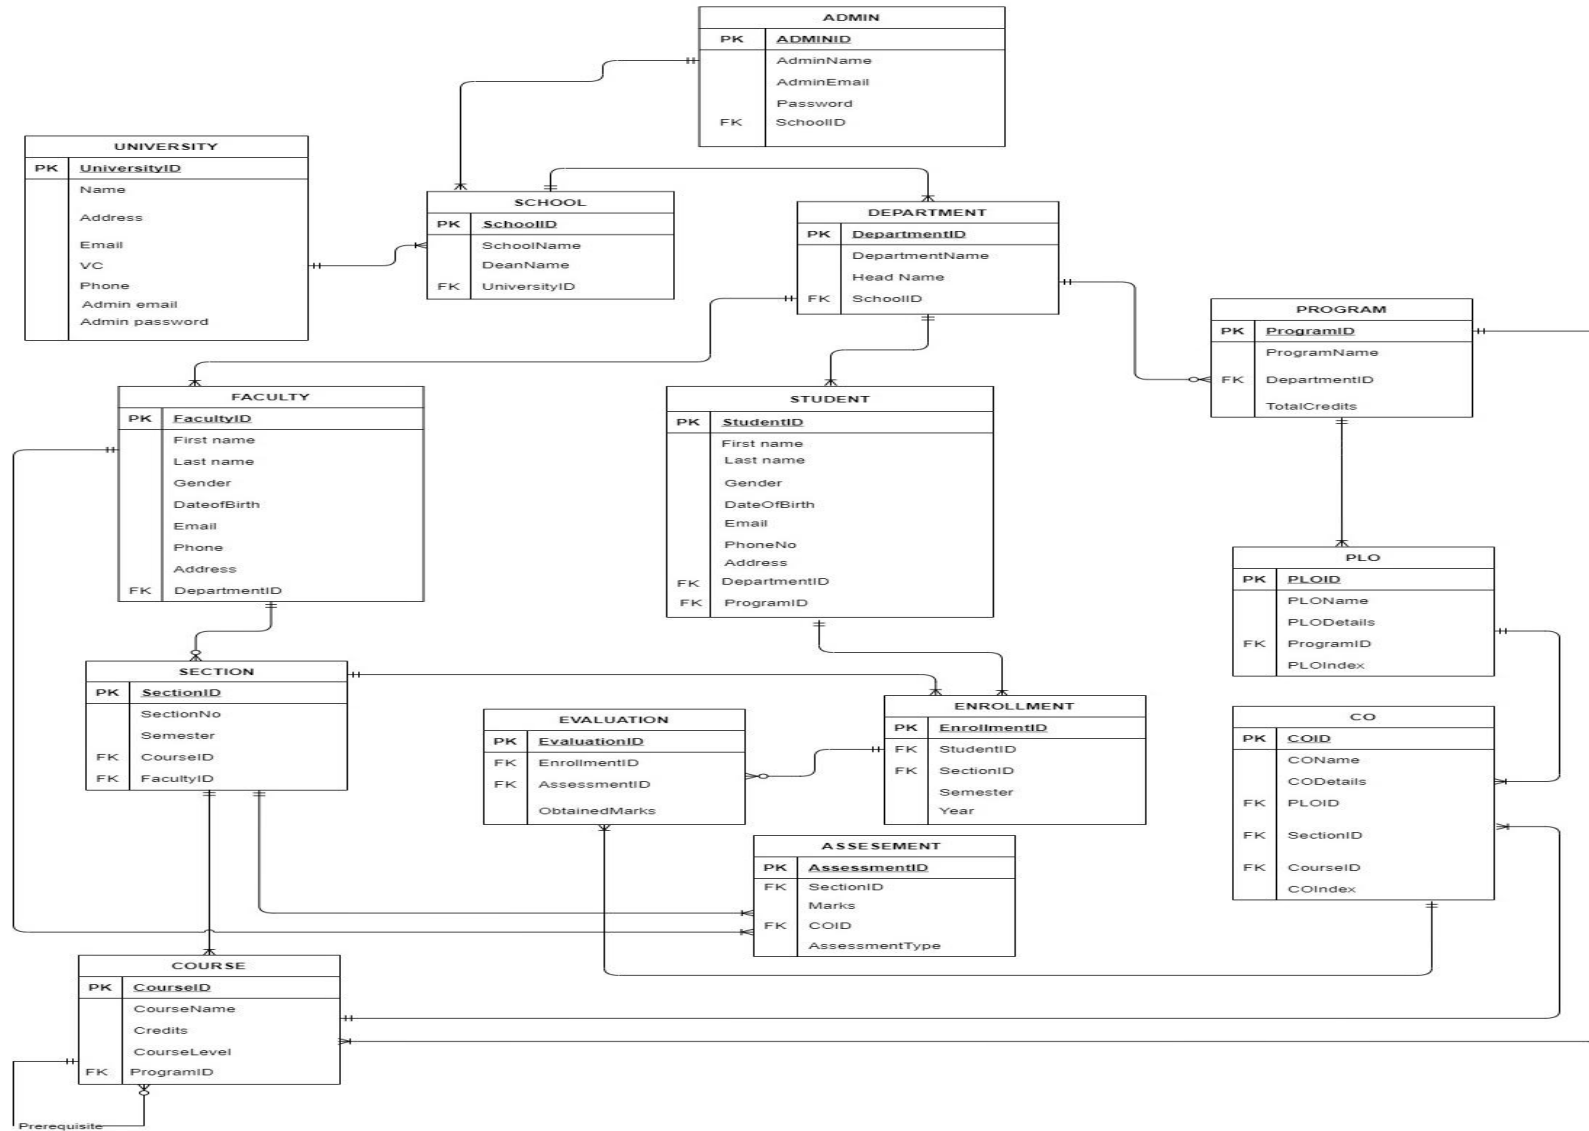 ADMIN
PK ADMINID
AdminName
AdminEmail
Password
FK SchoolID
UNIVERSITY
PK UniversityID
Name
Address
Email
VC
Phone
Admin email
Admin password
SCHOOL
PK SchoolID
SchoolName
DeanName
FK UniversityID
DEPARTMENT
PK DepartmentID
DepartmentName
Head Name
FK SchoolID
PROGRAM
PK ProgramID
ProgramName
FK DepartmentID
TotalCredits
FACULTY
PK FacultyID
First name
Last name
Gender
DateofBirth
Email
Phone
Address
FK DepartmentID
STUDENT
PK StudentID
First name
Last name
Gender
DateOfBirth
Email
PhoneNo
Address
FK DepartmentID
FK ProgramID
PLO
PK PLOID
PLOName
PLODetails
FK ProgramID
PLOIndex
SECTION
PK SectionID
SectionNo
Semester
FK CourseID
FK FacultyID
EVALUATION
PK EvaluationID
FK EnrollmentID
FK AssessmentID
ObtainedMarks
ENROLLMENT
PK EnrollmentID
FK StudentID
FK SectionID
Semester
Year
CO
PK COID
COName
CODetails
FK PLOID
FK SectionID
FK CourseID
COIndex
ASSESEMENT
PK AssessmentID
FK SectionID
Marks
FK COID
AssessmentType
COURSE
PK CourseID
CourseName
Credits
CourseLevel
FK ProgramID
Prerequisite